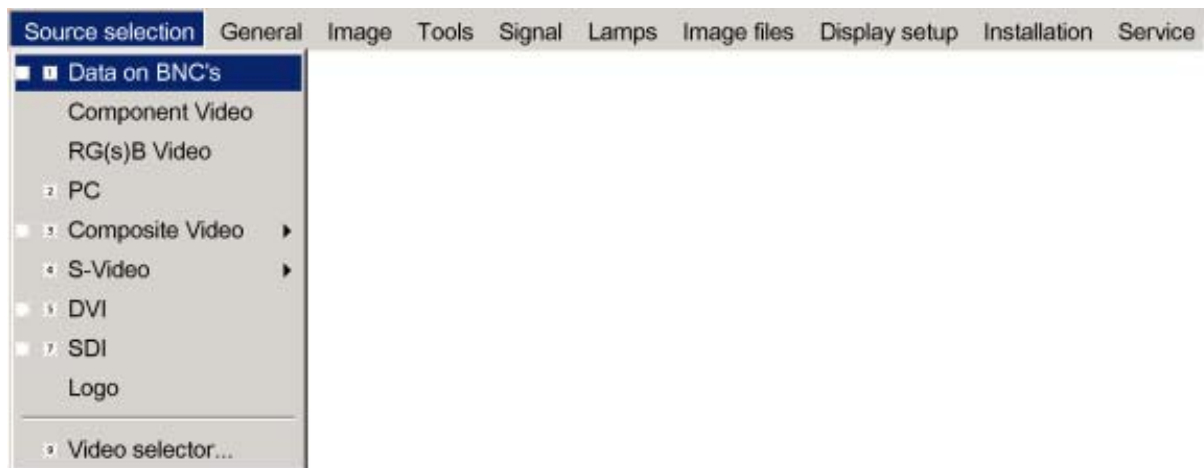 Source selection General Image Tools Signal Lamps Image files Display setup Installation Service
1 Data on BNC's
Component Video
RG(s)B Video
2 PC
3 Composite Video
4 S-Video
5 DVI
7 SDI
Logo
9 Video selector...